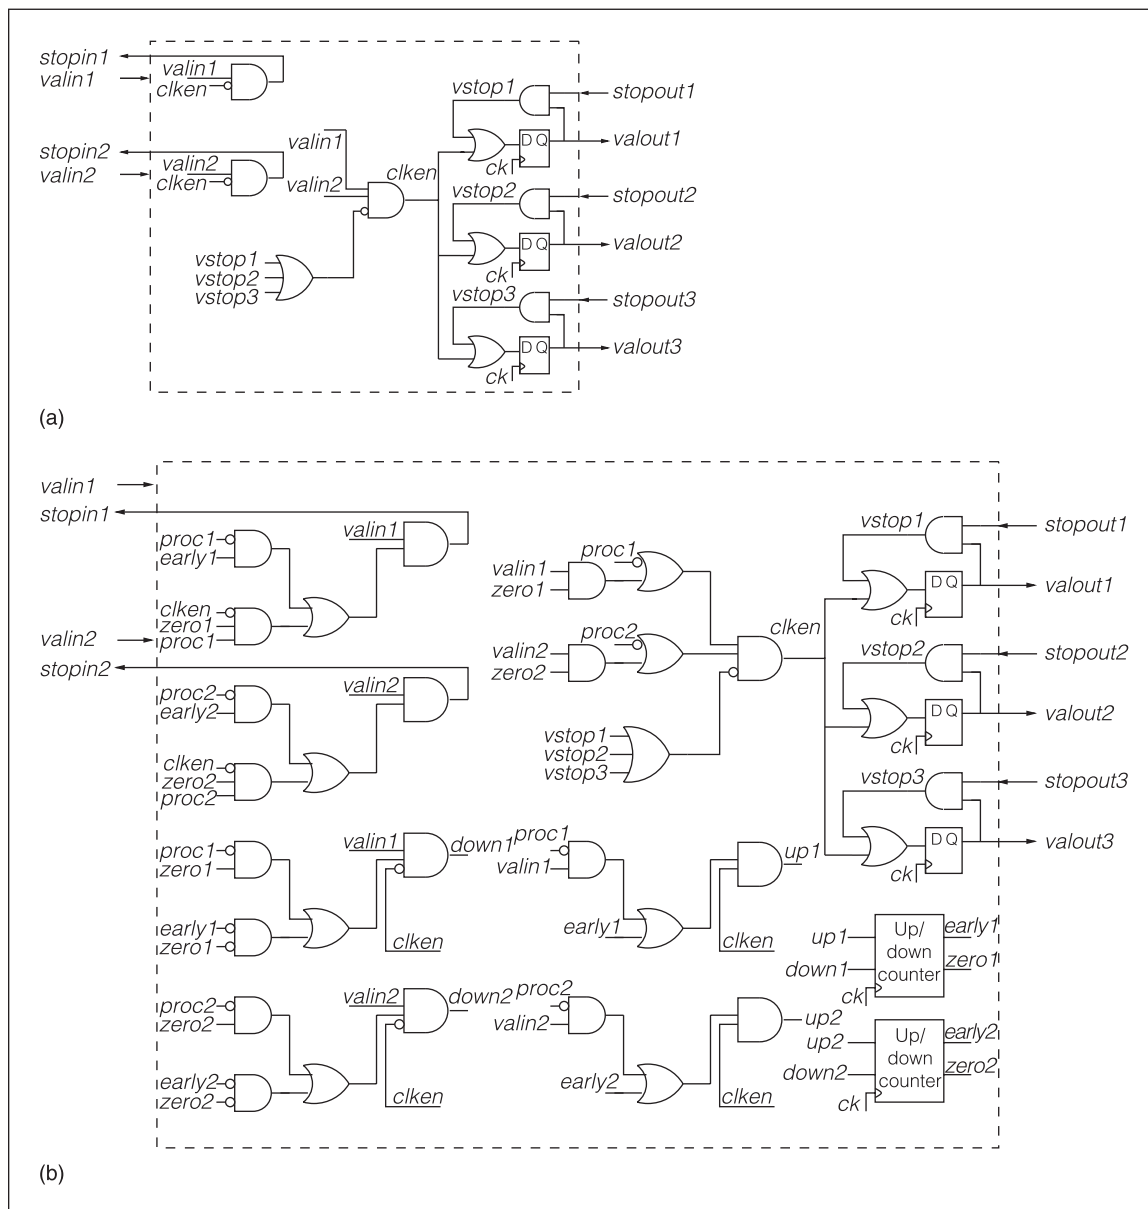 stopin1
valin1
valin1
clken
vstop1
stopout1
D Q
valout1
ck
stopin2
valin2
valin2
clken
valin1
valin2
clken
vstop2
stopout2
D Q
valout2
ck
vstop1
vstop2
vstop3
vstop3
stopout3
D Q
valout3
ck
(a)
valin1
stopin1
proc1
early1
valin1
clken
zero1
proc1
valin2
stopin2
proc1
valin1
zero1
proc2
valin2
zero2
clken
vstop1
stopout1
D Q
valout1
ck
proc2
early2
valin2
clken
zero2
proc2
vstop1
vstop2
vstop3
vstop2
stopout2
D Q
valout2
ck
vstop3
stopout3
D Q
valout3
ck
proc1
zero1
valin1
down1
early1
zero1
clken
proc1
valin1
up1
early1
clken
up1
down1
ck
Up/
down
counter
early1
zero1
proc2
zero2
valin2
down2
early2
zero2
clken
proc2
valin2
up2
early2
clken
up2
down2
ck
Up/
down
counter
early2
zero2
(b)